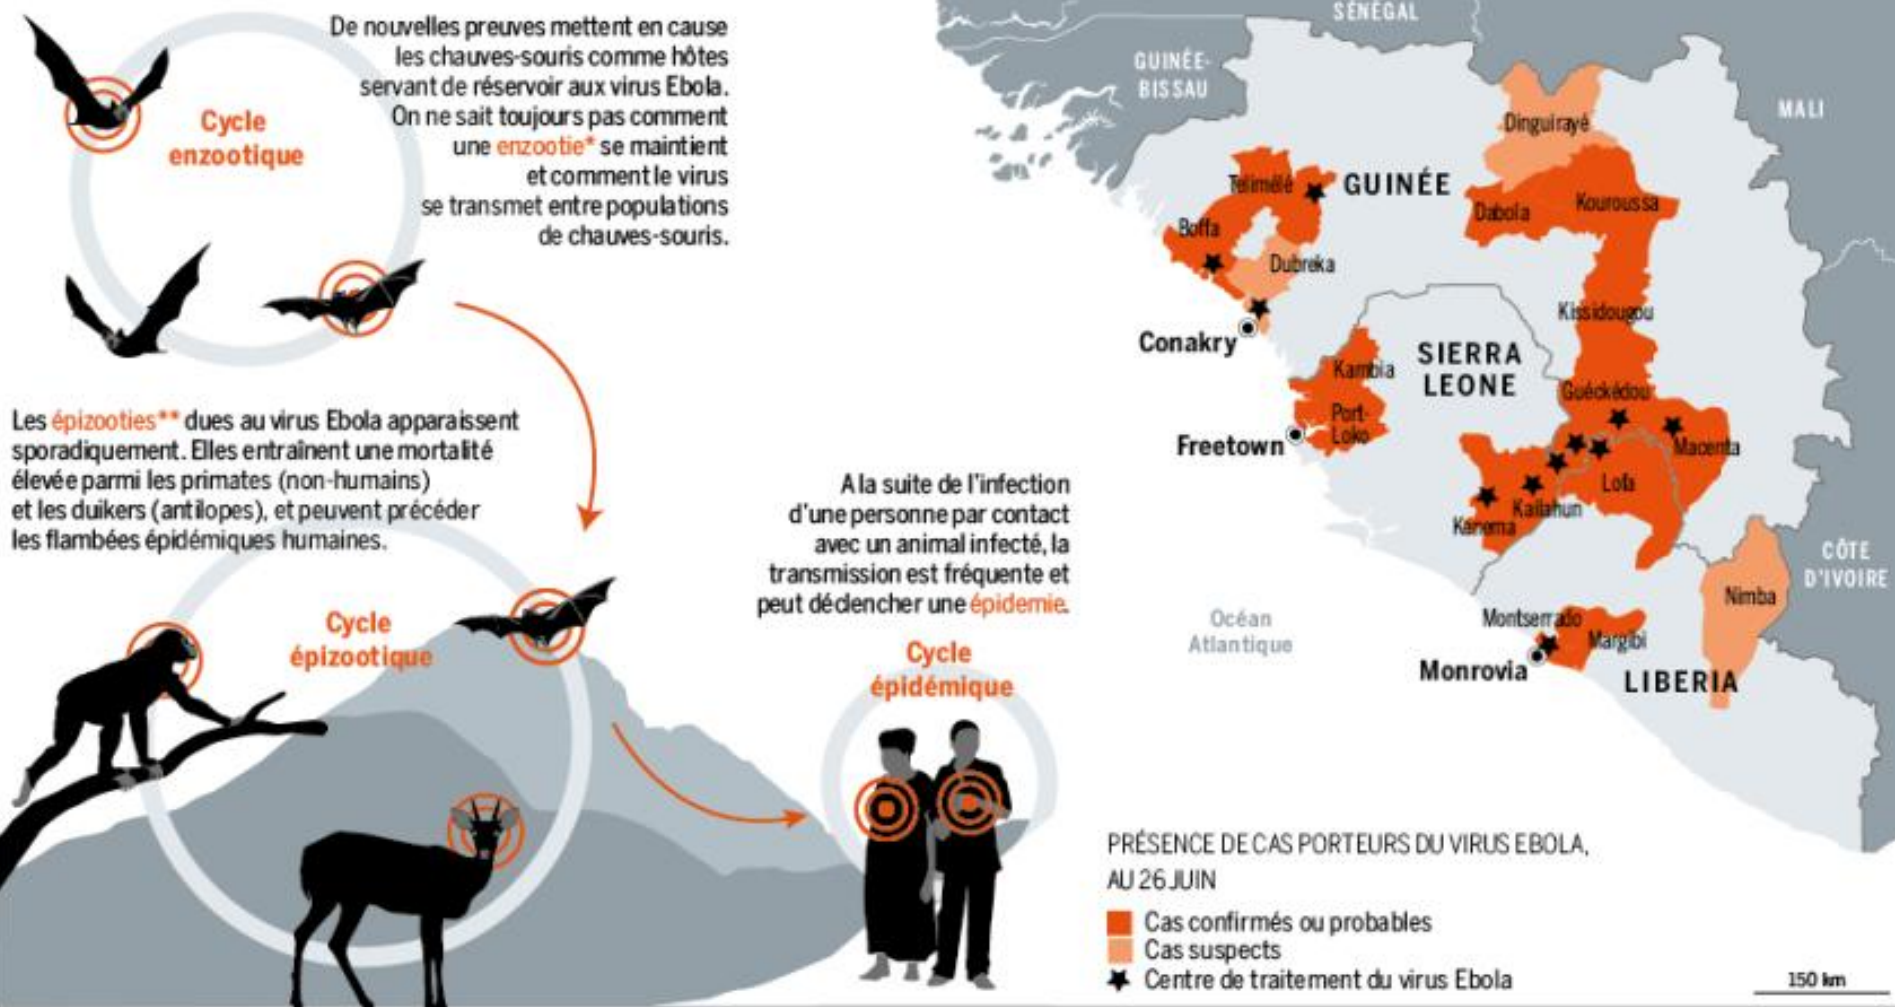 De nouvelles preuves mettent en cause
les chauves-souris comme hôtes
servant de réservoir aux virus Ebola.
On ne sait toujours pas comment
une enzootie* se maintient
et comment le virus
se transmet entre populations
de chauves-souris.
Cycle
enzootique
Les épizooties** dues au virus Ebola apparaissent
sporadiquement. Elles entraînent une mortalité
élevée parmi les primates (non-humains)
et les duikers (antilopes), et peuvent précéder
les flambées épidémiques humaines.
Cycle
épizootique
A la suite de l'infection
d'une personne par contact
avec un animal infecté, la
transmission est fréquente et
peut déclencher une épidemie.
Cycle
épidémique
SÉNÉGAL
GUINÉE-
BISSAU
MALI
Dinguirayé
Telimélé
GUINÉE
Dabola
Kouroussa
Boffa
Dubreka
Kissidougou
Conakry
SIERRA
LEONE
Kambia
Guéckédou
Port-
Loko
Freetown
Macenta
Lofa
Kailahun
Kenema
CÔTE
D'IVOIRE
Nimba
Océan
Atlantique
Montserrado
Margibi
Monrovia
LIBERIA
PRÉSENCE DE CAS PORTEURS DU VIRUS EBOLA,
AU 26 JUIN
Cas confirmés ou probables
Cas suspects
Centre de traitement du virus Ebola
150 km